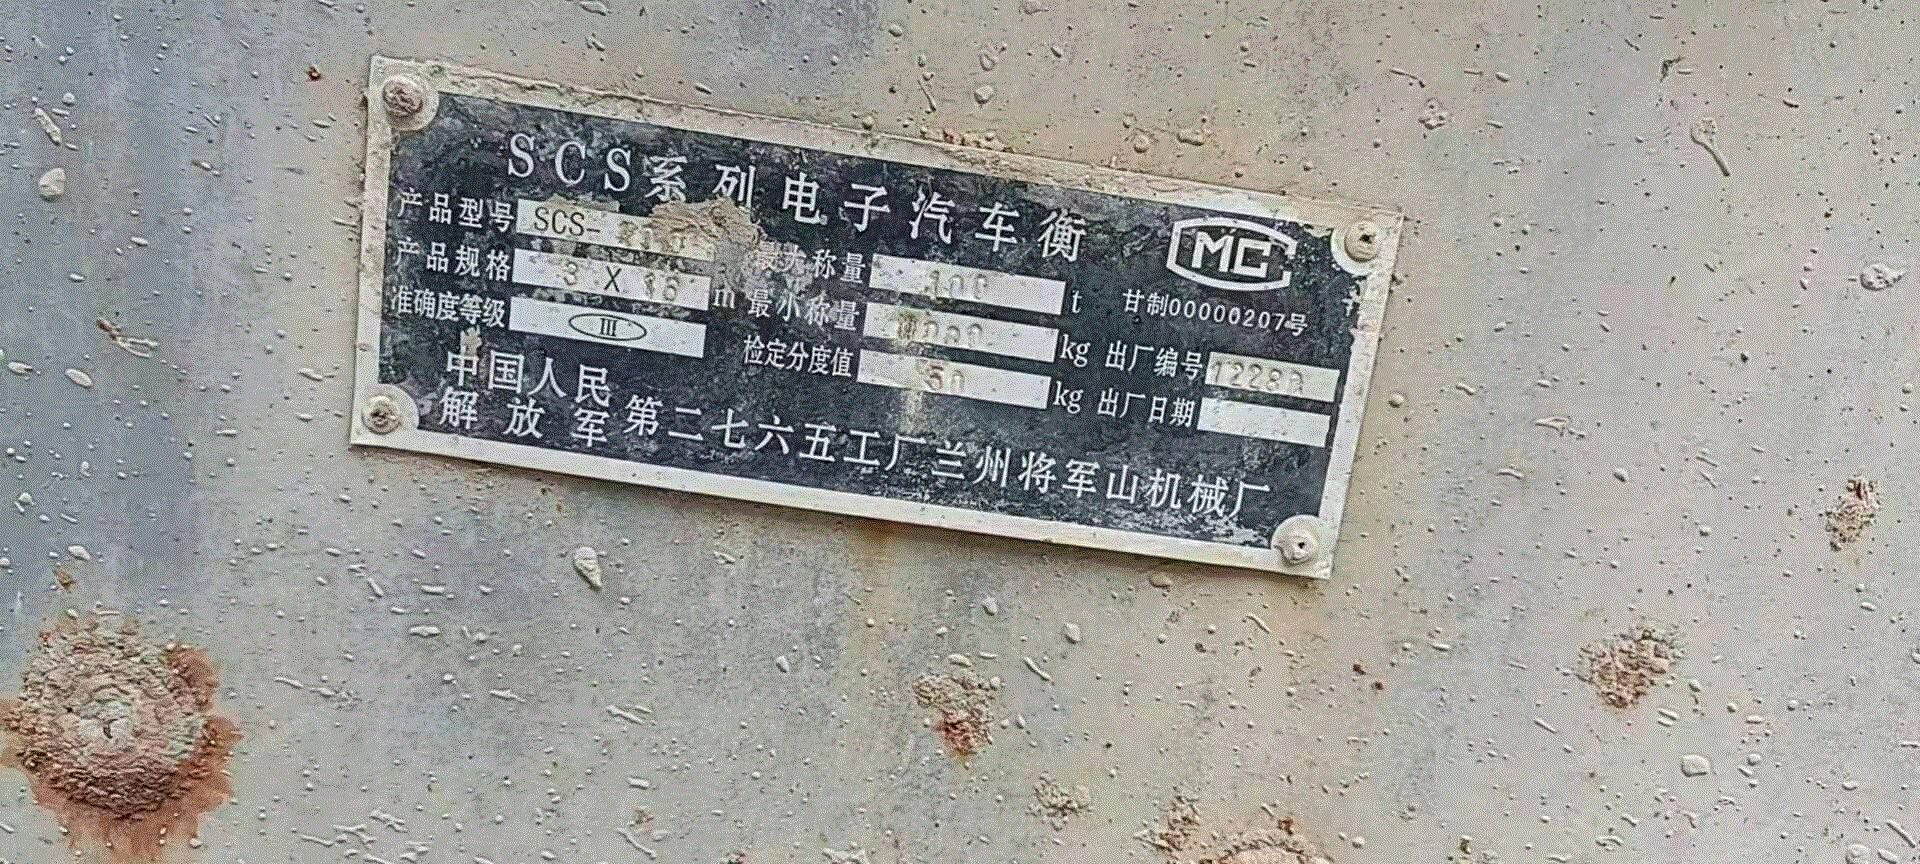 SCS系列电子汽车衡
MC
甘制00000207号
产品型号 SCS-
产品规格 3 X 16 m
准确度等级 III
最大称量 100 t
最小称量 kg
检定分度值 50 kg
出厂编号
出厂日期
中国人民解放军第二七六五工厂兰州将军山机械厂